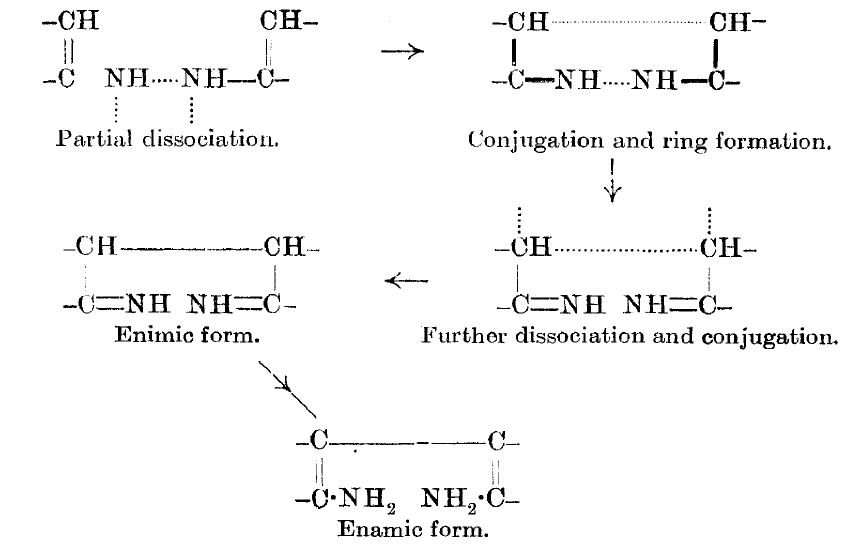 –CH CH– → –CH CH–
–C NH NH–C– –C–NH NH–C–
Partial dissociation. Conjugation and ring formation.
–CH CH– –CH CH–
–C=NH NH=C– ← –C=NH NH=C–
Enimic form. Further dissociation and conjugation.
–C C–
–C·NH₂ NH₂·C–
Enamic form.